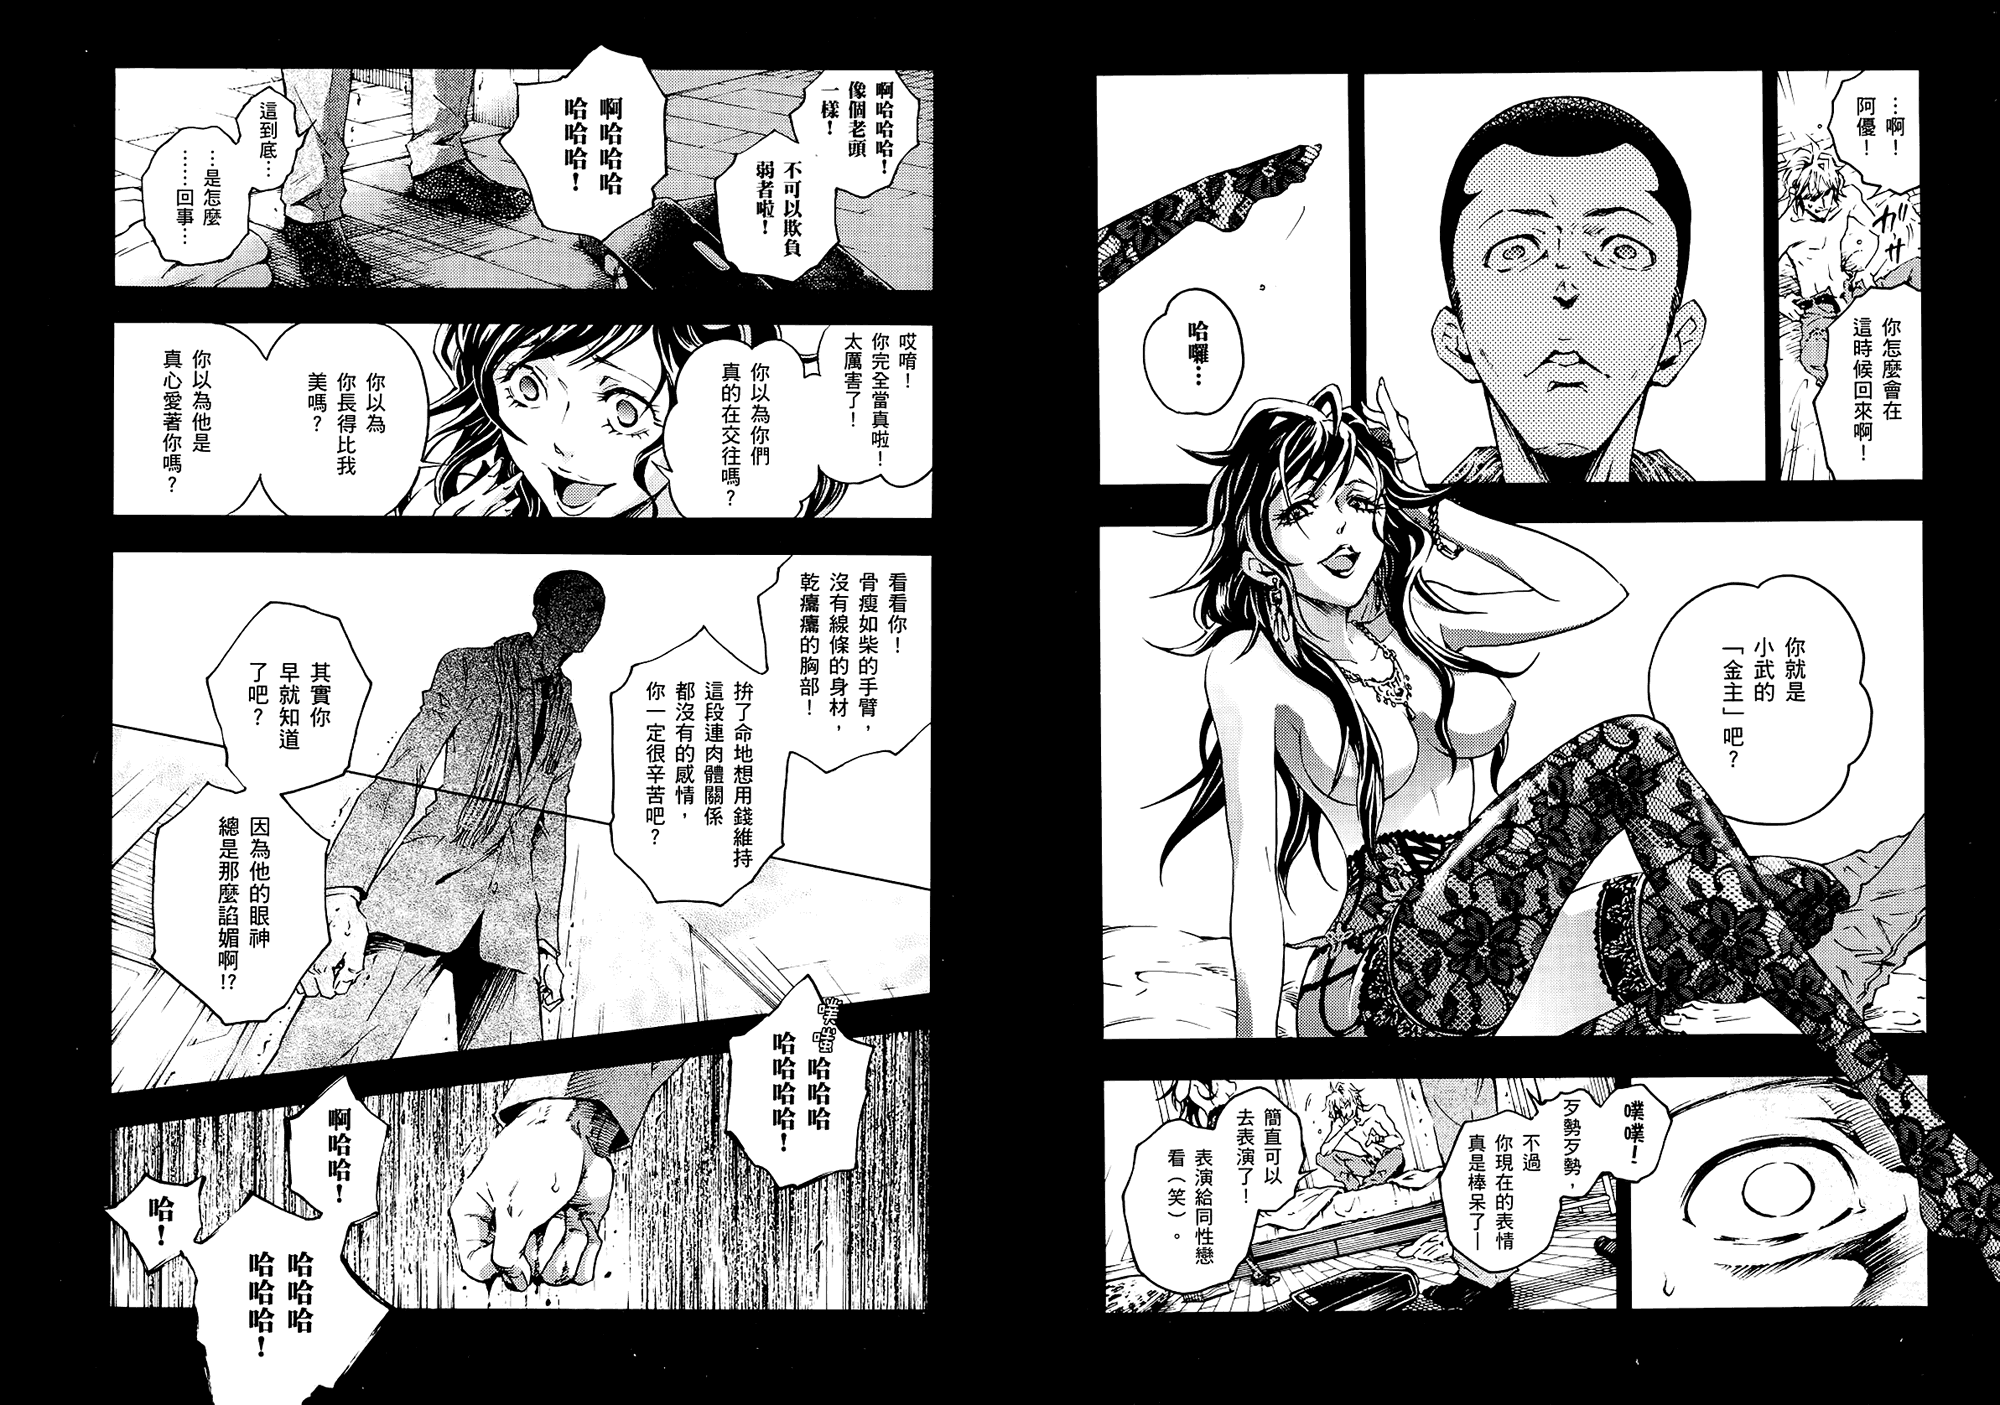 …啊!
阿優!
ガサ
你怎麼會在
這時候回來啊!
哈囉…
你就是
小武的
「金主」吧?
噗噗!
歹勢歹勢,
不過
你現在的表情
真是棒呆了—
簡直可以
去表演了!
表演給同性戀
看(笑)。
啊哈哈哈!
像個老頭
一樣!
不可以欺負
弱者啦!
啊哈哈哈
哈哈哈!
這到底…
…是怎麼
……回事…
哎唷!
你完全當真啦!
太厲害了!
你以為你們
真的在交往嗎?
你以為
你長得比我
美嗎?
你以為他是
真心愛著你嗎?
看看你!
骨瘦如柴的手臂,
沒有線條的身材,
乾癟癟的胸部!
拚了命地想用錢維持
這段連肉體關係
都沒有的感情,
你一定很辛苦吧?
其實你
早就知道
了吧?
因為他的眼神
總是那麼諂媚啊!?
噗嗤
哈哈哈
哈哈哈哈!
啊哈哈!
哈!
哈哈哈
哈哈哈!